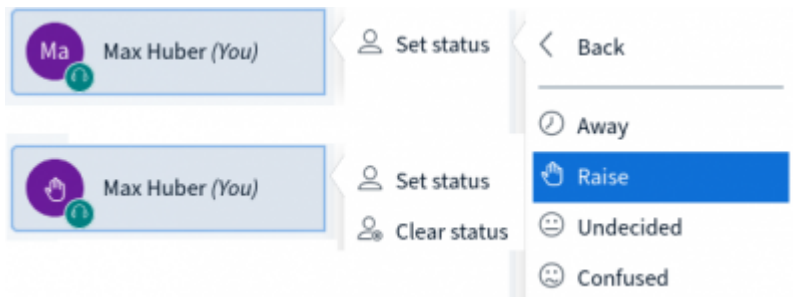 Ma
Max Huber (You)
Set status
Back
Away
Max Huber (You)
Set status
Raise
Clear status
Undecided
Confused